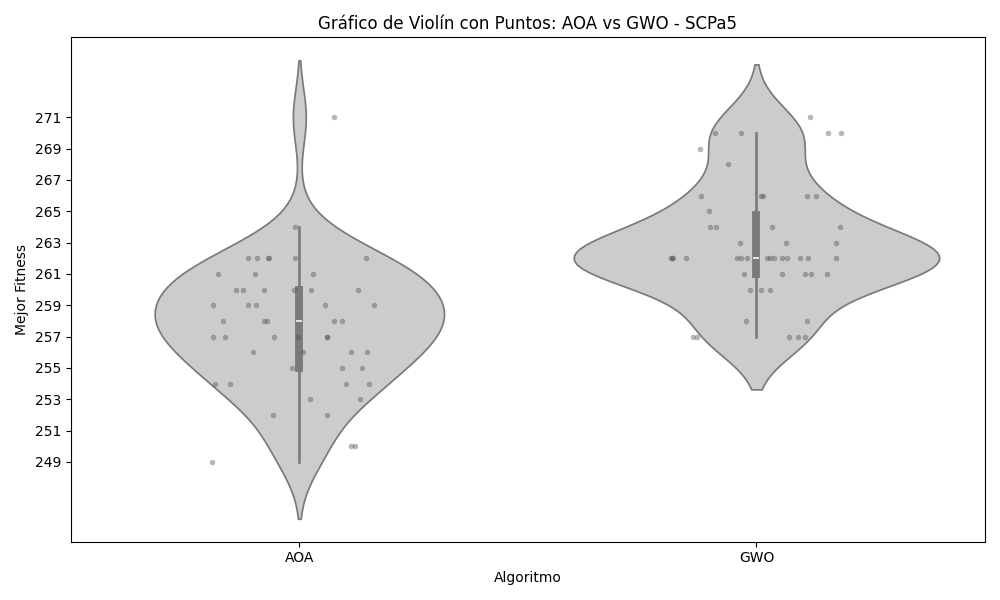 Gráfico de Violín con Puntos: AOA vs GWO - SCPa5
Mejor Fitness
271
269
267
265
263
261
259
257
255
253
251
249
AOA
GWO
Algoritmo